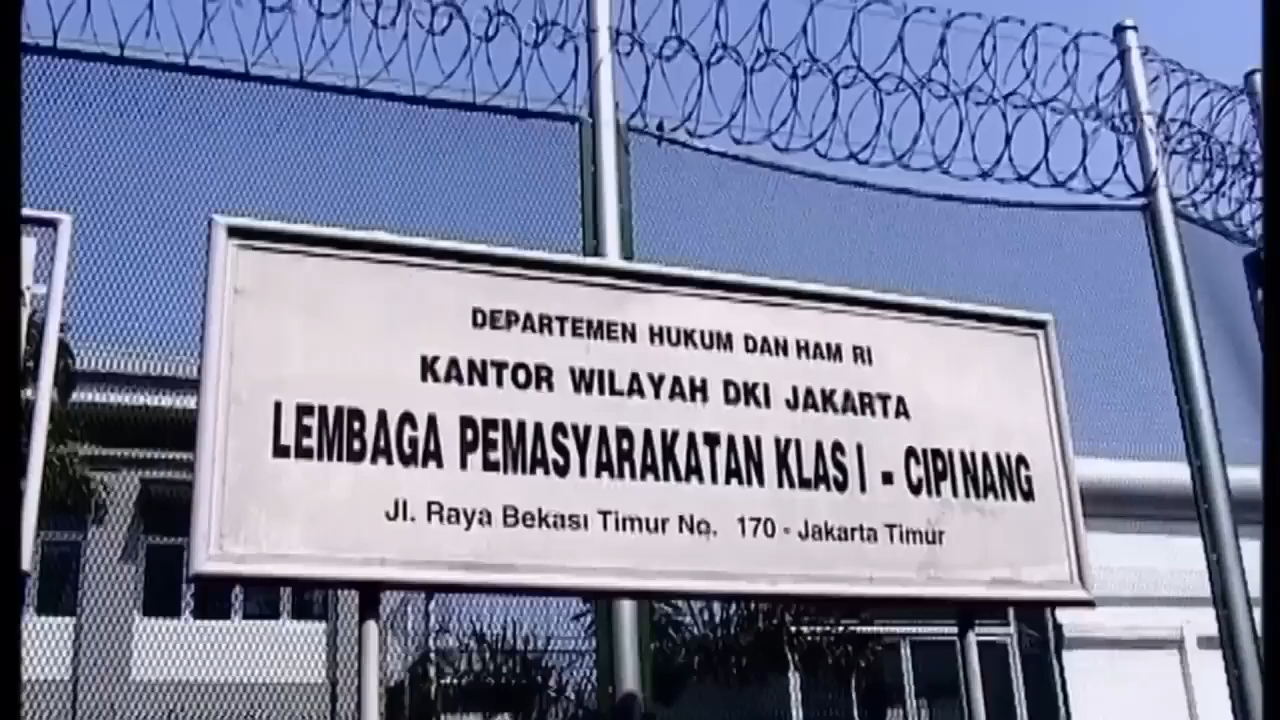 DEPARTEMEN HUKUM DAN HAM RI
KANTOR WILAYAH DKI JAKARTA
LEMBAGA PEMASYARAKATAN KLAS I - CIPINANG
Jl. Raya Bekasi Timur No. 170 - Jakarta Timur